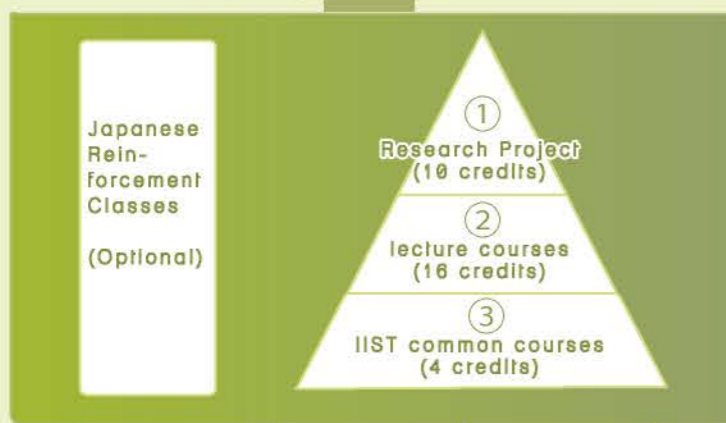 Japanese
Rein-
forcement
Classes
(Optional)
①
Research Project
(10 credits)
②
lecture courses
(16 credits)
③
IIST common courses
(4 credits)